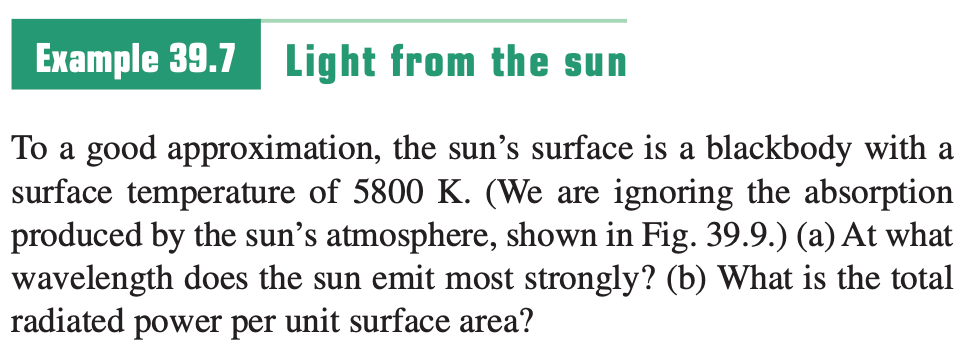 Example 39.7 Light from the sun
To a good approximation, the sun's surface is a blackbody with a
surface temperature of 5800 K. (We are ignoring the absorption
produced by the sun's atmosphere, shown in Fig. 39.9.) (a) At what
wavelength does the sun emit most strongly? (b) What is the total
radiated power per unit surface area?